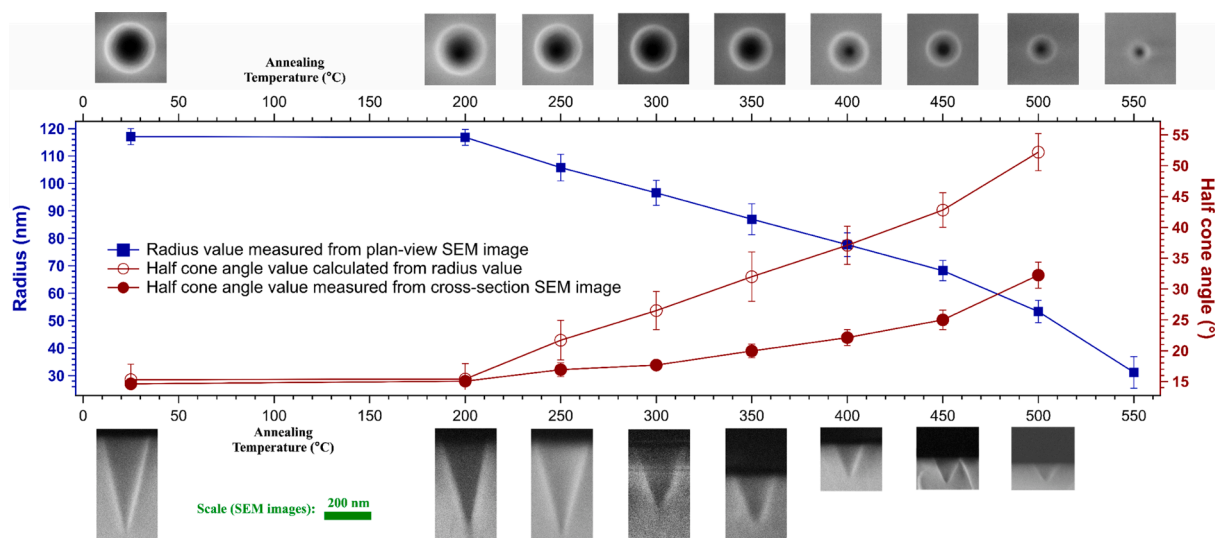 Annealing
Temperature (°C)
0 50 100 150 200 250 300 350 400 450 500 550
120
110
100
90
80
70
60
50
40
30
Radius (nm)
55
50
45
40
35
30
25
20
15
Half cone angle (°)
Radius value measured from plan-view SEM image
Half cone angle value calculated from radius value
Half cone angle value measured from cross-section SEM image
0 50 100 150 200 250 300 350 400 450 500 550
Annealing
Temperature (°C)
Scale (SEM images): 200 nm